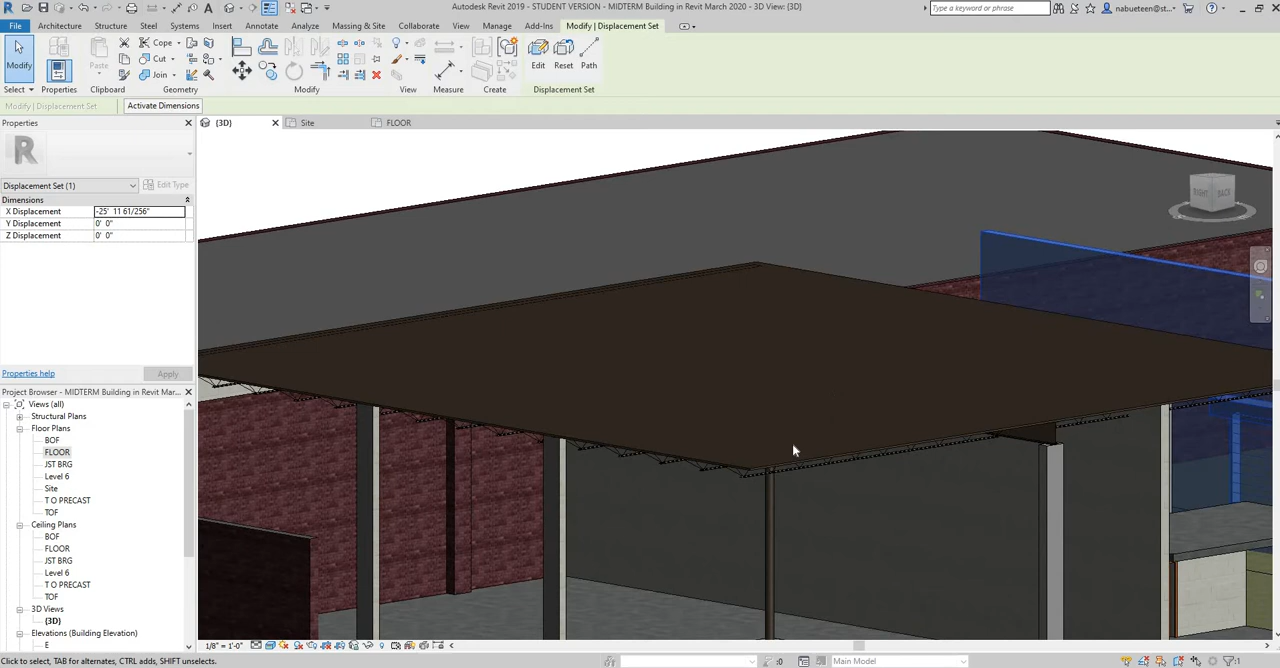 Autodesk Revit 2019 - STUDENT VERSION - MIDTERM Building in Revit March 2020 - 3D View: {3D}
Type a keyword or phrase
nabueteen@st...
File Architecture Structure Steel Systems Insert Annotate Analyze Massing & Site Collaborate View Manage Add-Ins Modify | Displacement Set
Modify Paste Cope Cut Join Edit Reset Path
Select Properties Clipboard Geometry Modify View Measure Create Displacement Set
Modify | Displacement Set Activate Dimensions
Properties {3D} Site FLOOR
Displacement Set (1) Edit Type
Dimensions
X Displacement -25' 11 61/256"
Y Displacement 0' 0"
Z Displacement 0' 0"
RIGHT BACK
Properties help Apply
Project Browser - MIDTERM Building in Revit Mar...
Views (all)
Structural Plans
Floor Plans
BOF
FLOOR
JST BRG
Level 6
Site
T O PRECAST
TOF
Ceiling Plans
BOF
FLOOR
JST BRG
Level 6
T O PRECAST
TOF
3D Views
{3D}
Elevations (Building Elevation)
E
1/8" = 1'-0"
Click to select, TAB for alternates, CTRL adds, SHIFT unselects. :0 Main Model :1